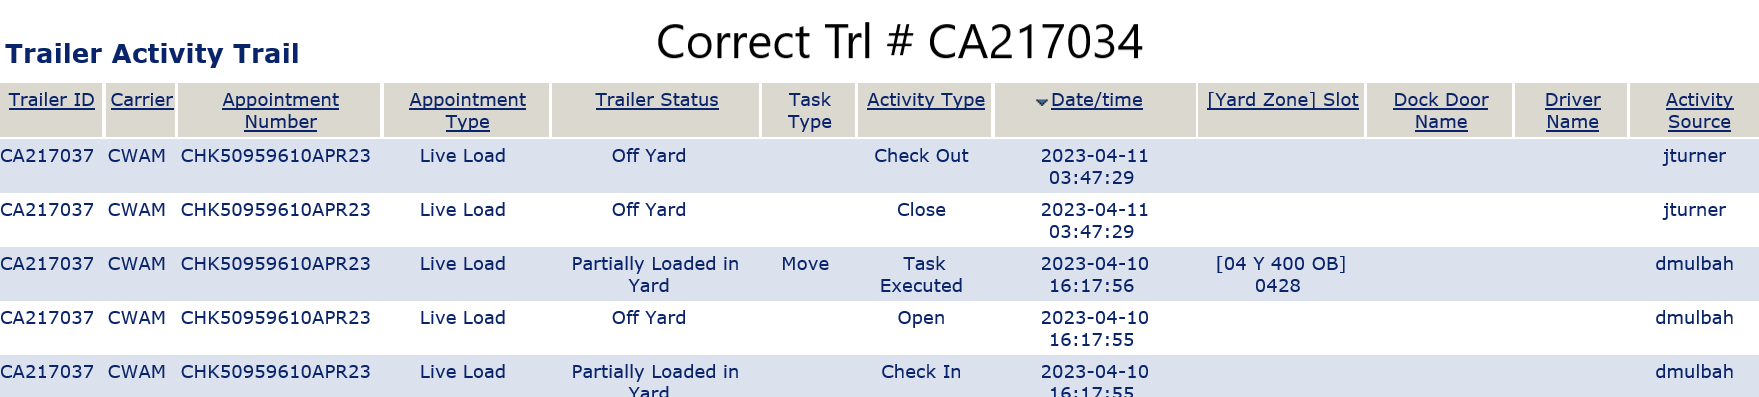 Correct Trl # CA217034
Trailer Activity Trail
Trailer ID Carrier Appointment Number Appointment Type Trailer Status Task Type Activity Type Date/time [Yard Zone] Slot Dock Door Name Driver Name Activity Source
CA217037 CWAM CHK50959610APR23 Live Load Off Yard Check Out 2023-04-11 03:47:29 jturner
CA217037 CWAM CHK50959610APR23 Live Load Off Yard Close 2023-04-11 03:47:29 jturner
CA217037 CWAM CHK50959610APR23 Live Load Partially Loaded in Yard Move Task Executed 2023-04-10 16:17:56 [04 Y 400 OB] 0428 dmulbah
CA217037 CWAM CHK50959610APR23 Live Load Off Yard Open 2023-04-10 16:17:55 dmulbah
CA217037 CWAM CHK50959610APR23 Live Load Partially Loaded in Yard Check In 2023-04-10 16:17:55 dmulbah